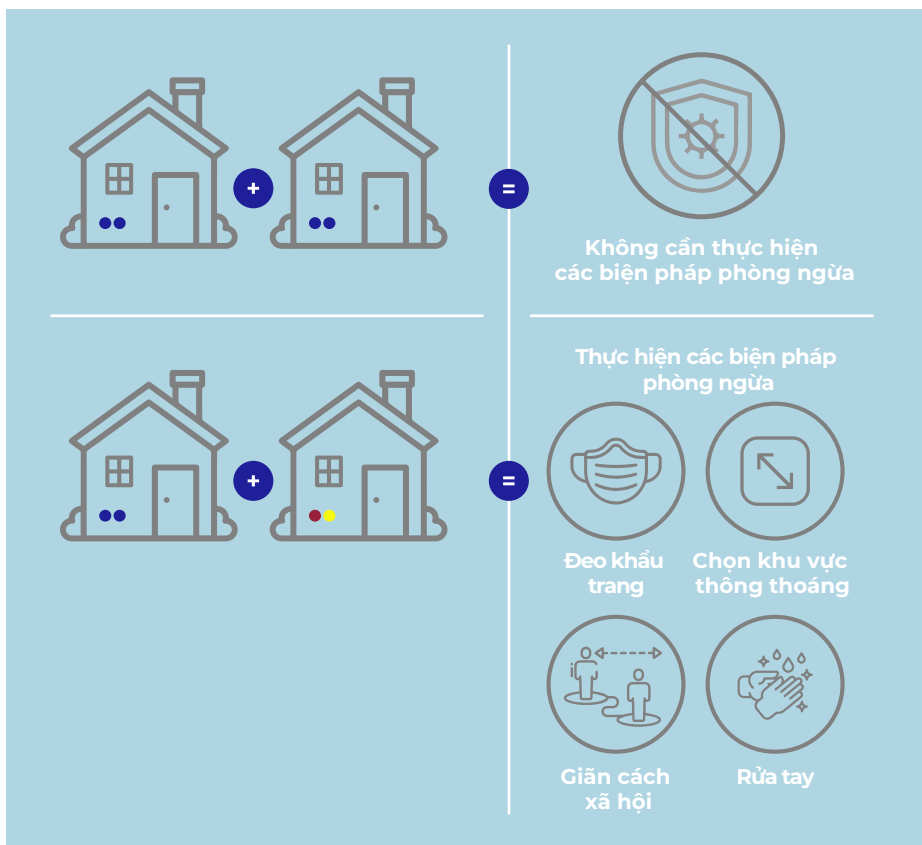 +
=
Không cần thực hiện
các biện pháp phòng ngừa
Thực hiện các biện pháp
phòng ngừa
+
=
Đeo khẩu
trang
Chọn khu vực
thông thoáng
Giãn cách
xã hội
Rửa tay